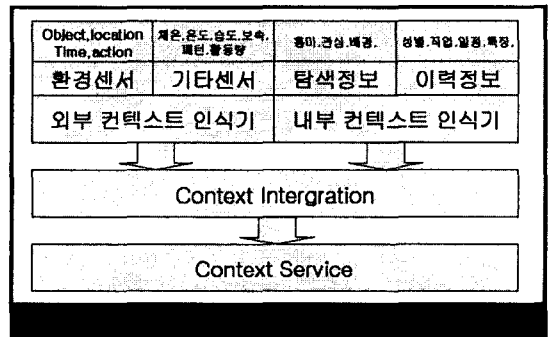 Object,location
Time,action
체온.온도.습도.보속.
패턴.활동량
흥미.관심.배경.
성별.직업.일정.특징.
환경센서
기타센서
탐색정보
이력정보
외부 컨텍스트 인식기
내부 컨텍스트 인식기
Context Intergration
Context Service